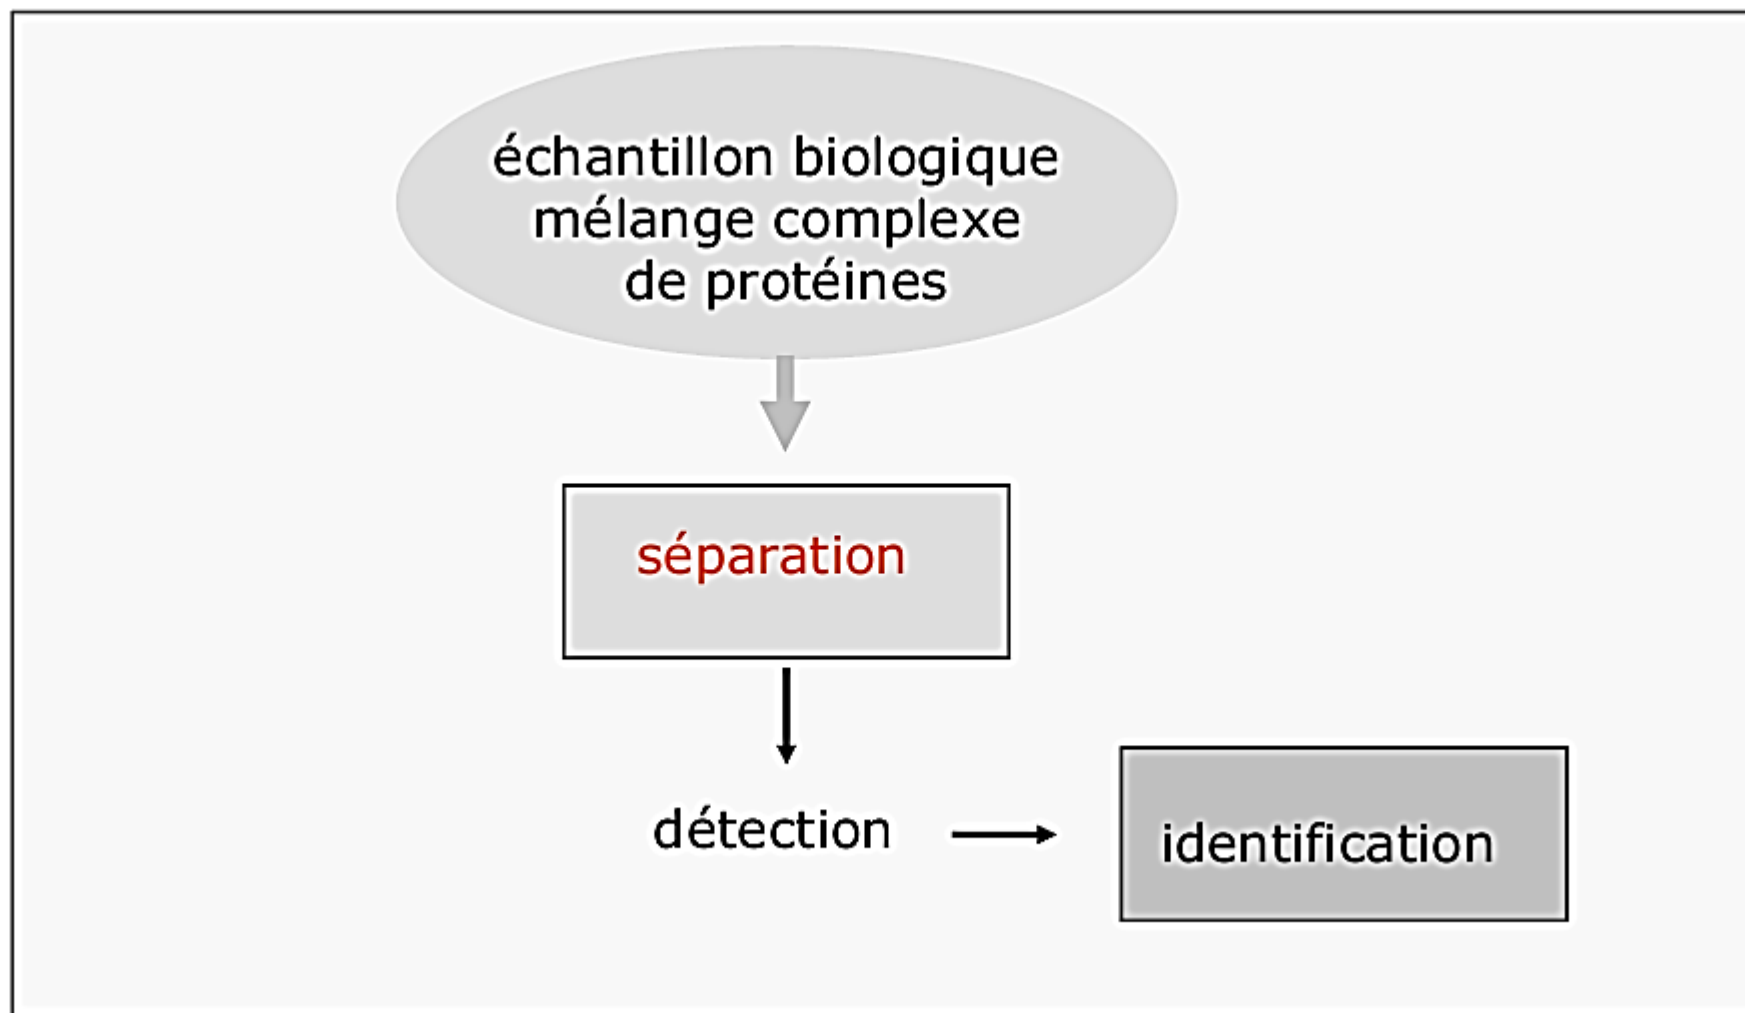 échantillon biologique
mélange complexe
de protéines
séparation
détection
identification